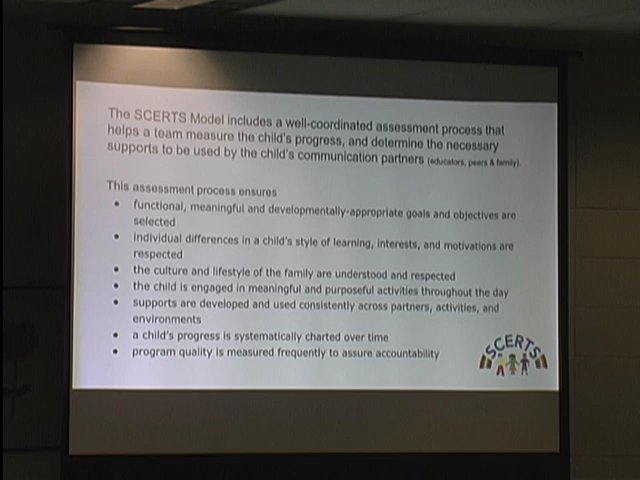 The SCERTS Model includes a well-coordinated assessment process that
helps a team measure the child's progress, and determine the necessary
supports to be used by the child's communication partners (educators, peers & family).
This assessment process ensures
• functional, meaningful and developmentally-appropriate goals and objectives are
selected
• individual differences in a child's style of learning, interests, and motivations are
respected
• the culture and lifestyle of the family are understood and respected
• the child is engaged in meaningful and purposeful activities throughout the day
• supports are developed and used consistently across partners, activities, and
environments
• a child's progress is systematically charted over time
• program quality is measured frequently to assure accountability
SCERTS